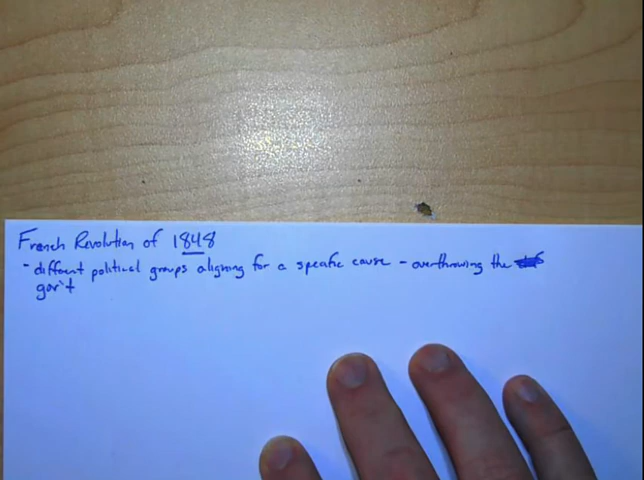 French Revolution of 1848
- different political groups aligning for a specific cause - overthrowing the
gov't